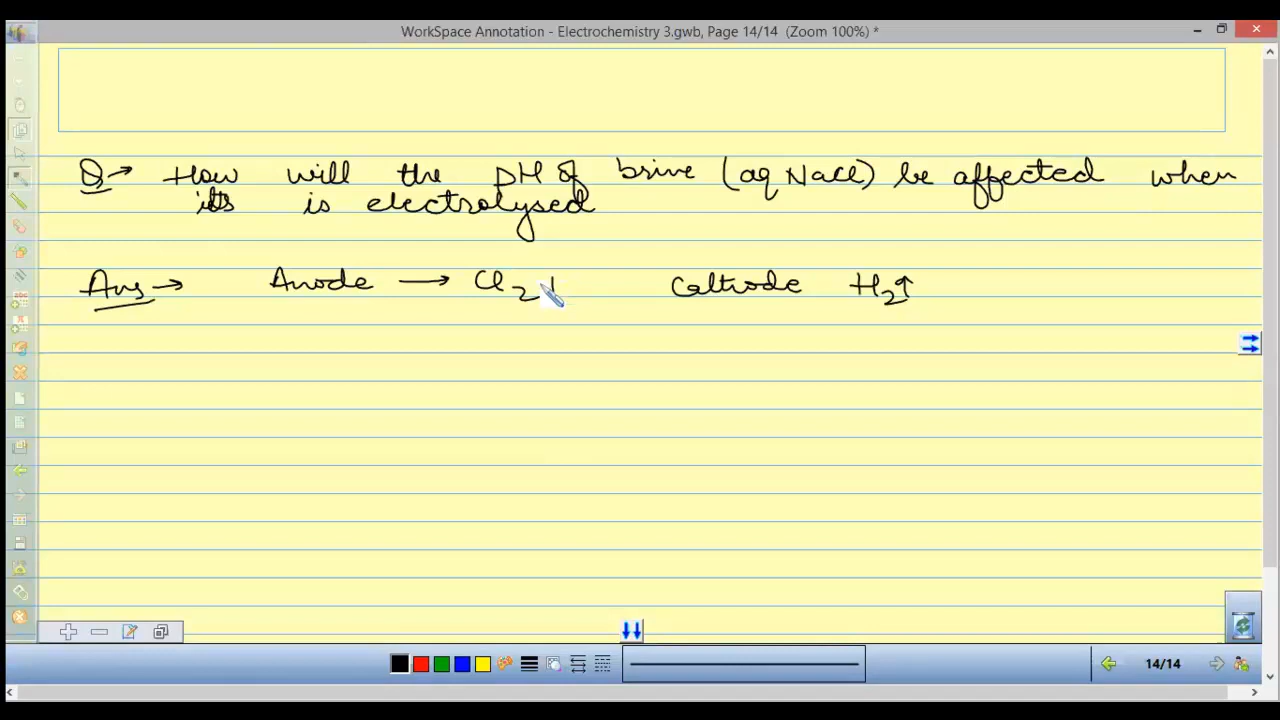 WorkSpace Annotation - Electrochemistry 3.gwb, Page 14/14 (Zoom 100%) *
Q→ How will the pH of brine (aq NaCl) be affected when
its is electrolysed
Ans→ Anode → Cl2 Cathode H2↑
14/14